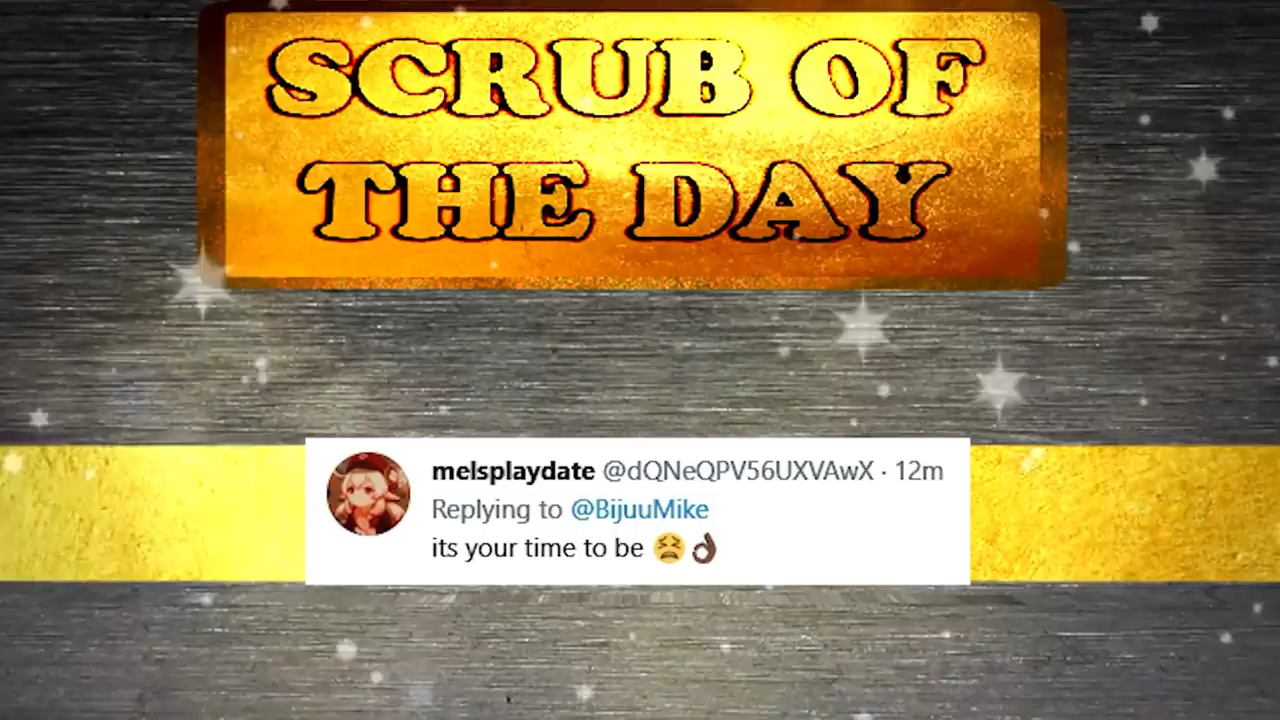 SCRUB OF
THE DAY
melsplaydate @dQNeQPV56UXVAwX · 12m
Replying to @BijuuMike
its your time to be 😫👌🏿